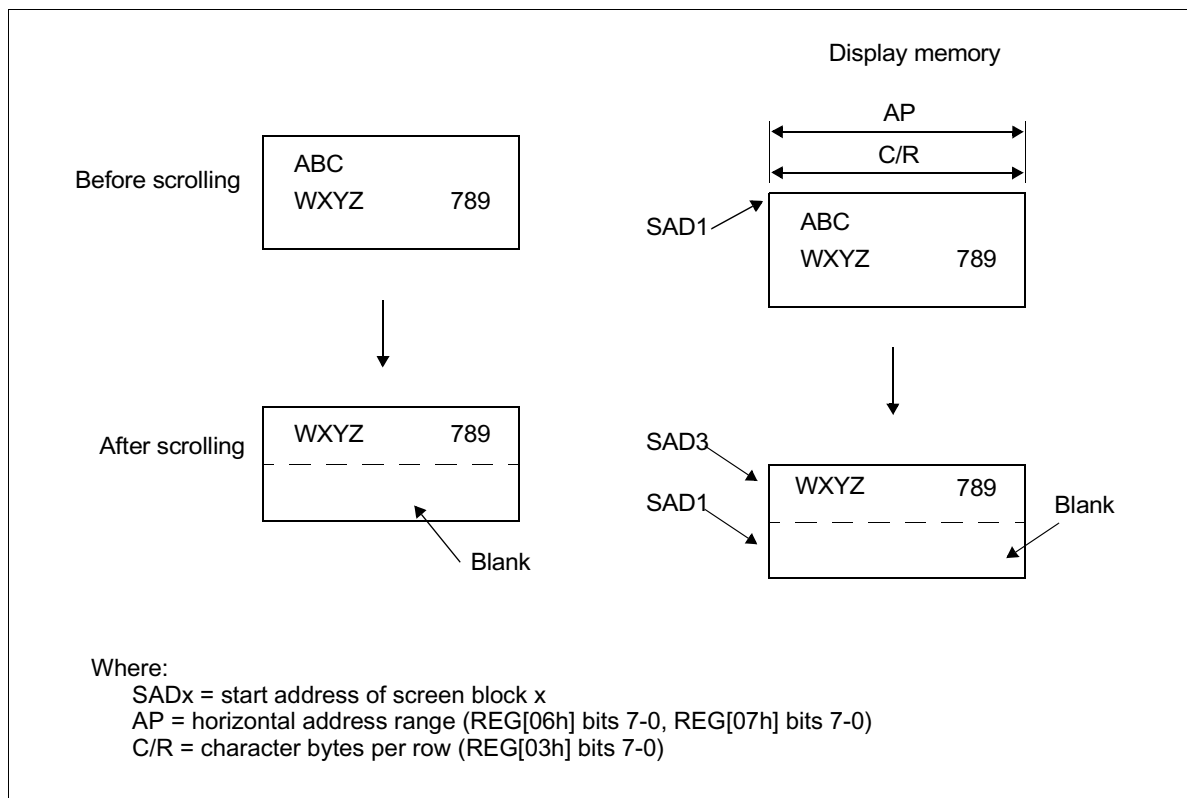 Display memory
AP
C/R
Before scrolling
ABC
WXYZ 789
SAD1
ABC
WXYZ 789
After scrolling
WXYZ 789
Blank
SAD3
SAD1
WXYZ 789
Blank
Where:
SADx = start address of screen block x
AP = horizontal address range (REG[06h] bits 7-0, REG[07h] bits 7-0)
C/R = character bytes per row (REG[03h] bits 7-0)